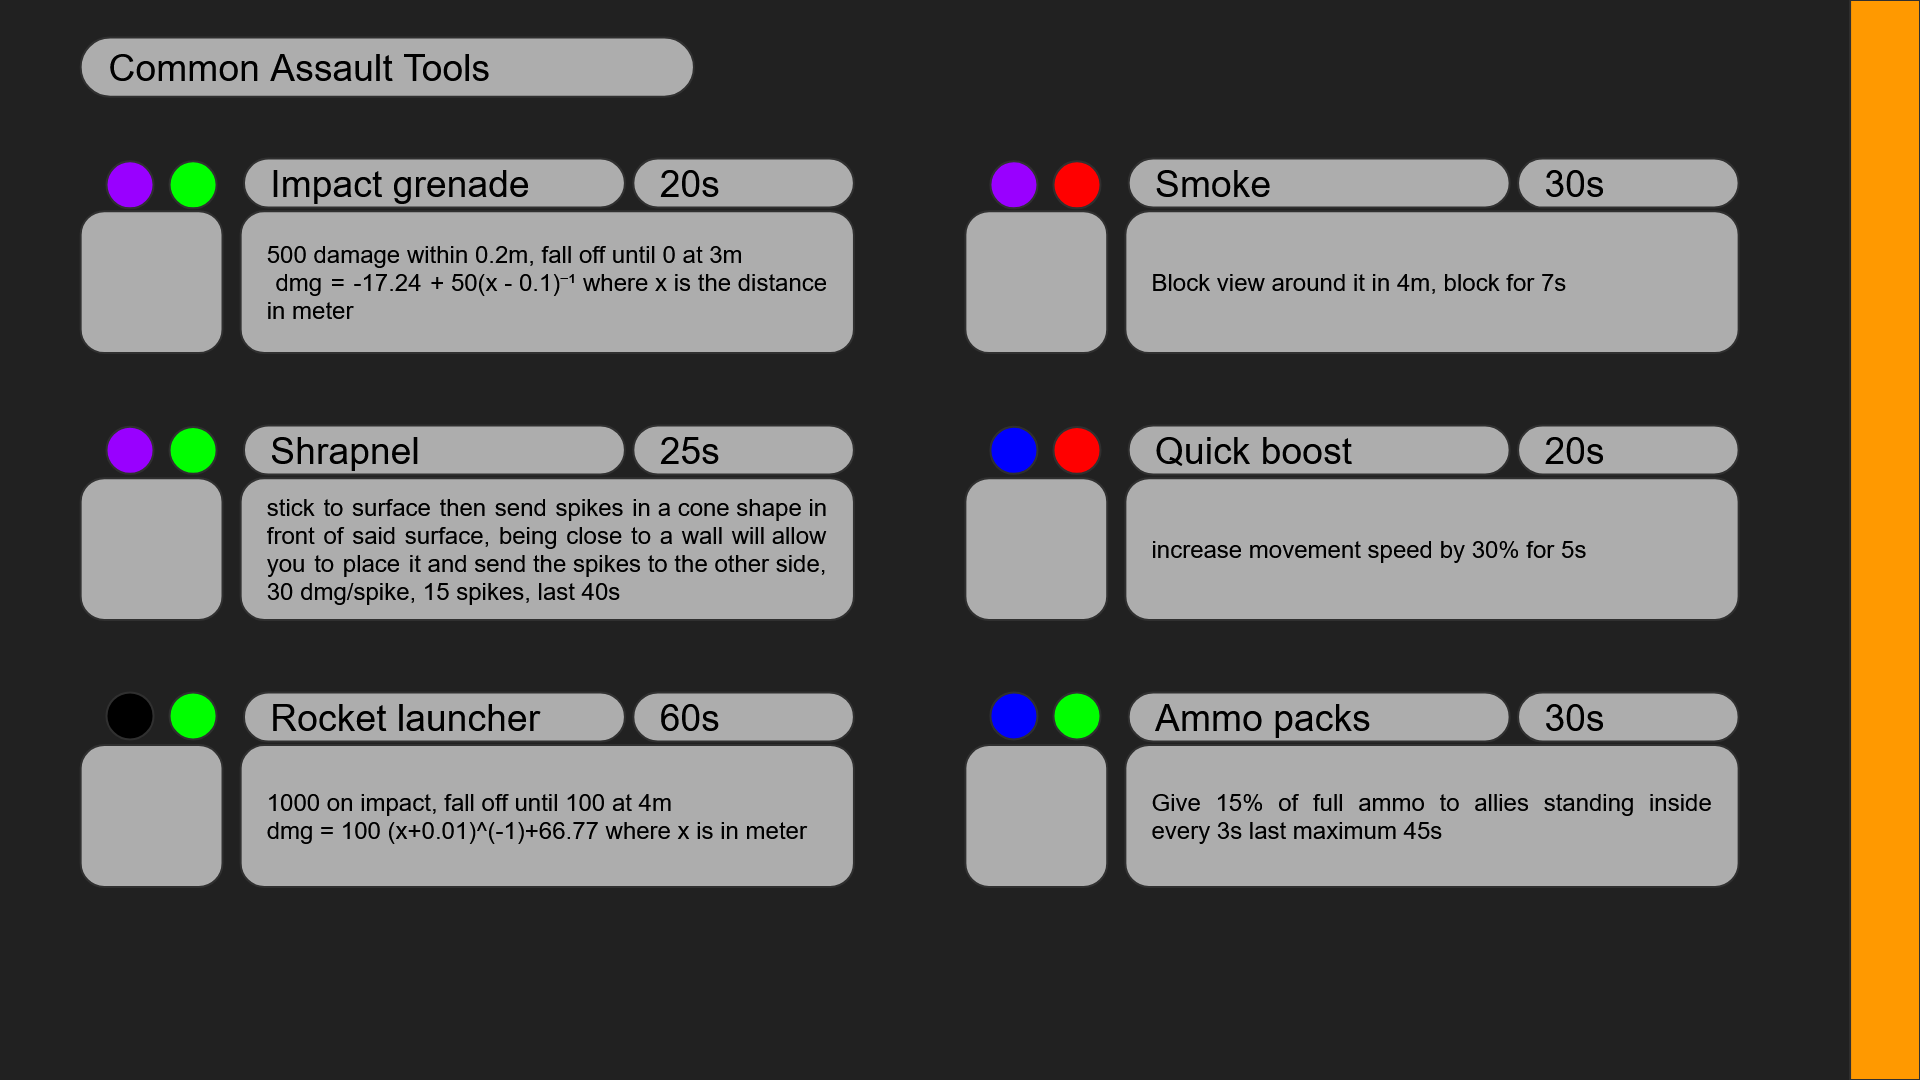 Common Assault Tools
Impact grenade
20s
500 damage within 0.2m, fall off until 0 at 3m
dmg = -17.24 + 50(x - 0.1)⁻¹ where x is the distance
in meter
Smoke
30s
Block view around it in 4m, block for 7s
Shrapnel
25s
stick to surface then send spikes in a cone shape in
front of said surface, being close to a wall will allow
you to place it and send the spikes to the other side,
30 dmg/spike, 15 spikes, last 40s
Quick boost
20s
increase movement speed by 30% for 5s
Rocket launcher
60s
1000 on impact, fall off until 100 at 4m
dmg = 100 (x+0.01)^(-1)+66.77 where x is in meter
Ammo packs
30s
Give 15% of full ammo to allies standing inside
every 3s last maximum 45s